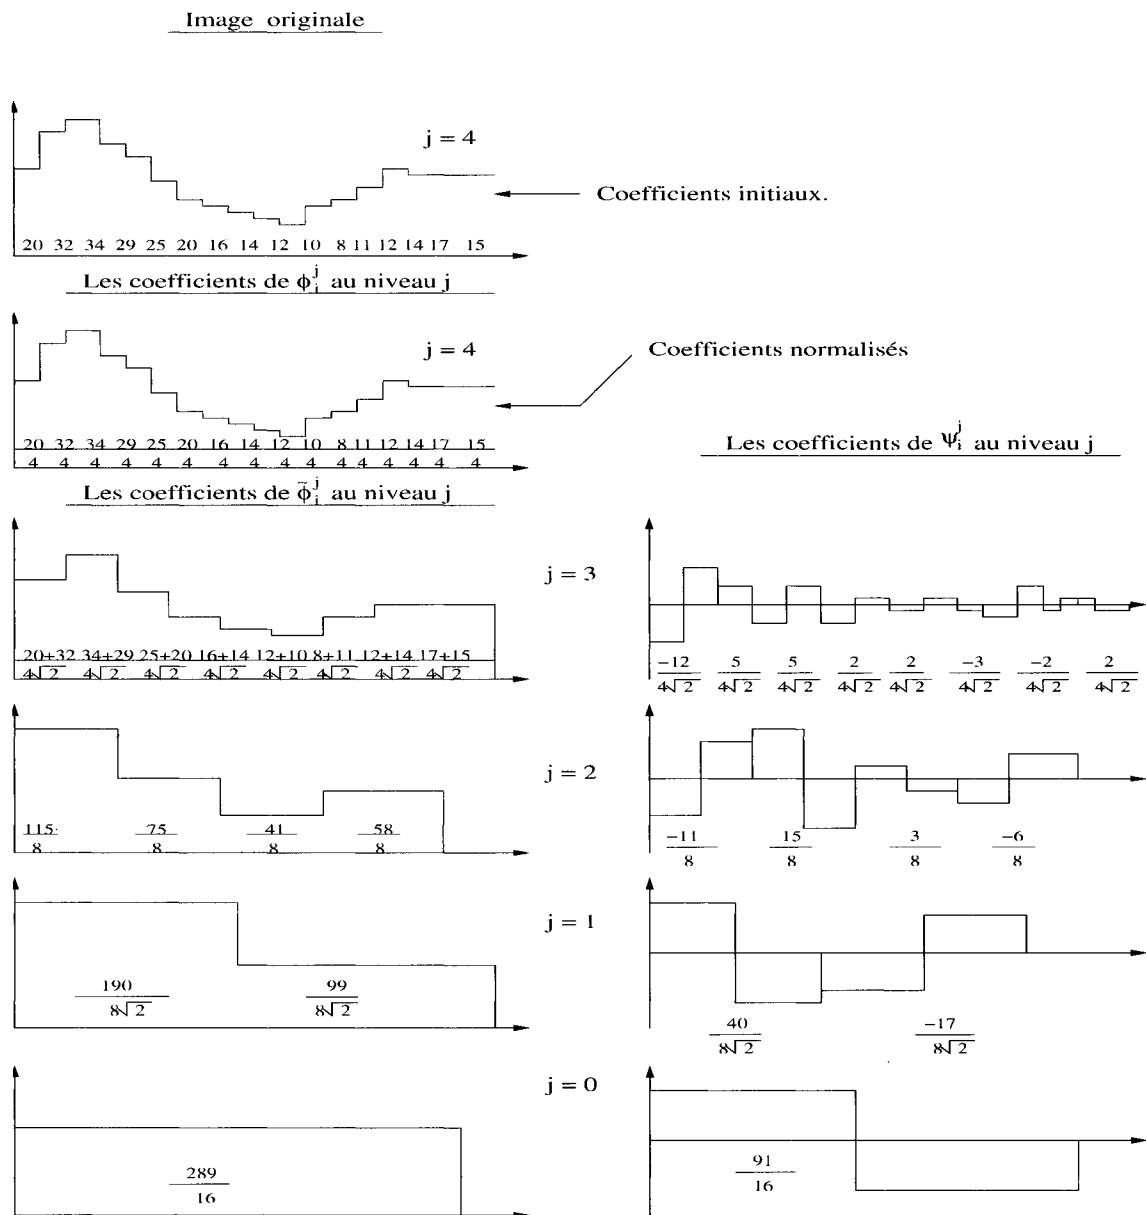 Image originale
j = 4
Coefficients initiaux.
20 32 34 29 25 20 16 14 12 10 8 11 12 14 17 15
Les coefficients de ϕ_i^j au niveau j
j = 4
Coefficients normalisés
20 32 34 29 25 20 16 14 12 10 8 11 12 14 17 15
4 4 4 4 4 4 4 4 4 4 4 4 4 4 4 4
Les coefficients de ϕ̃_i^j au niveau j
Les coefficients de Ψ_i^j au niveau j
j = 3
20+32 34+29 25+20 16+14 12+10 8+11 12+14 17+15
4√2 4√2 4√2 4√2 4√2 4√2 4√2 4√2
-12 5 5 2 2 -3 -2 2
4√2 4√2 4√2 4√2 4√2 4√2 4√2 4√2
j = 2
115 75 41 58
8 8 8 8
-11 15 3 -6
8 8 8 8
j = 1
190 99
8√2 8√2
40 -17
8√2 8√2
j = 0
289
16
91
16